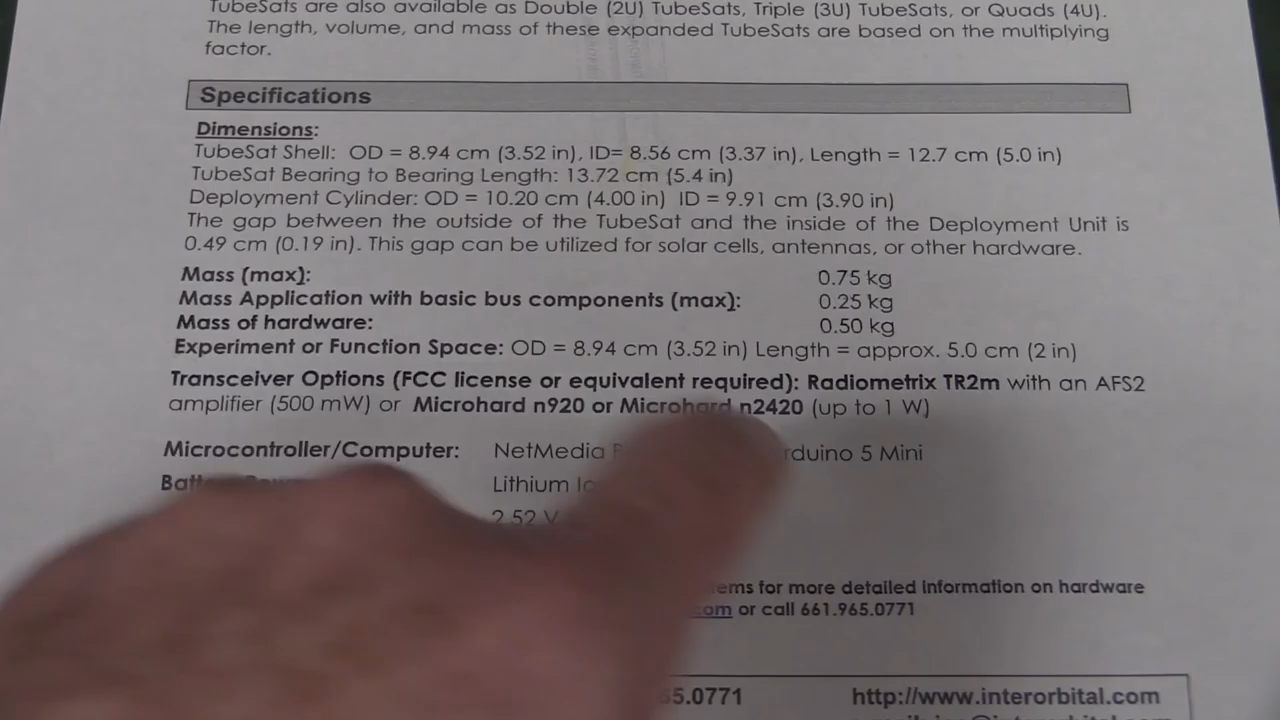 TubeSats are also available as Double (2U) TubeSats, Triple (3U) TubeSats, or Quads (4U).
The length, volume, and mass of these expanded TubeSats are based on the multiplying
factor.
Specifications
Dimensions:
TubeSat Shell: OD = 8.94 cm (3.52 in), ID= 8.56 cm (3.37 in), Length = 12.7 cm (5.0 in)
TubeSat Bearing to Bearing Length: 13.72 cm (5.4 in)
Deployment Cylinder: OD = 10.20 cm (4.00 in) ID = 9.91 cm (3.90 in)
The gap between the outside of the TubeSat and the inside of the Deployment Unit is
0.49 cm (0.19 in). This gap can be utilized for solar cells, antennas, or other hardware.
Mass (max): 0.75 kg
Mass Application with basic bus components (max): 0.25 kg
Mass of hardware: 0.50 kg
Experiment or Function Space: OD = 8.94 cm (3.52 in) Length = approx. 5.0 cm (2 in)
Transceiver Options (FCC license or equivalent required): Radiometrix TR2m with an AFS2
amplifier (500 mW) or Microhard n920 or Microhard n2420 (up to 1 W)
Microcontroller/Computer: NetMedia rduino 5 Mini
Lithium
2.52 V
ems for more detailed information on hardware
com or call 661.965.0771
5.0771 http://www.interorbital.com